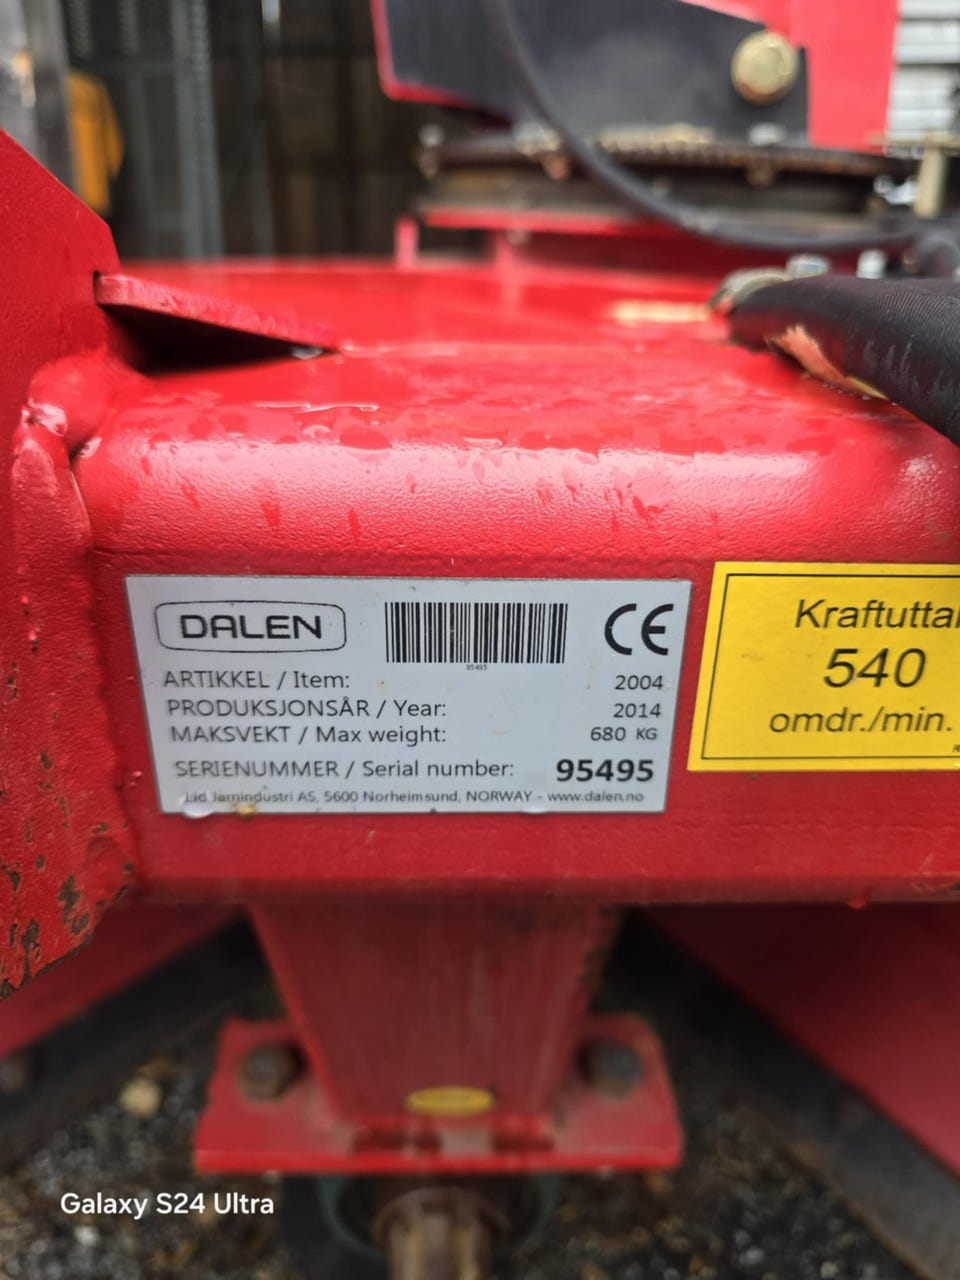 DALEN
95495
CE
ARTIKKEL / Item: 2004
PRODUKSJONSÅR / Year: 2014
MAKSVEKT / Max weight: 680 KG
SERIENUMMER / Serial number: 95495
Lid Jarnindustri AS, 5600 Norheimsund, NORWAY - www.dalen.no
Kraftuttak
540
omdr./min.
Galaxy S24 Ultra